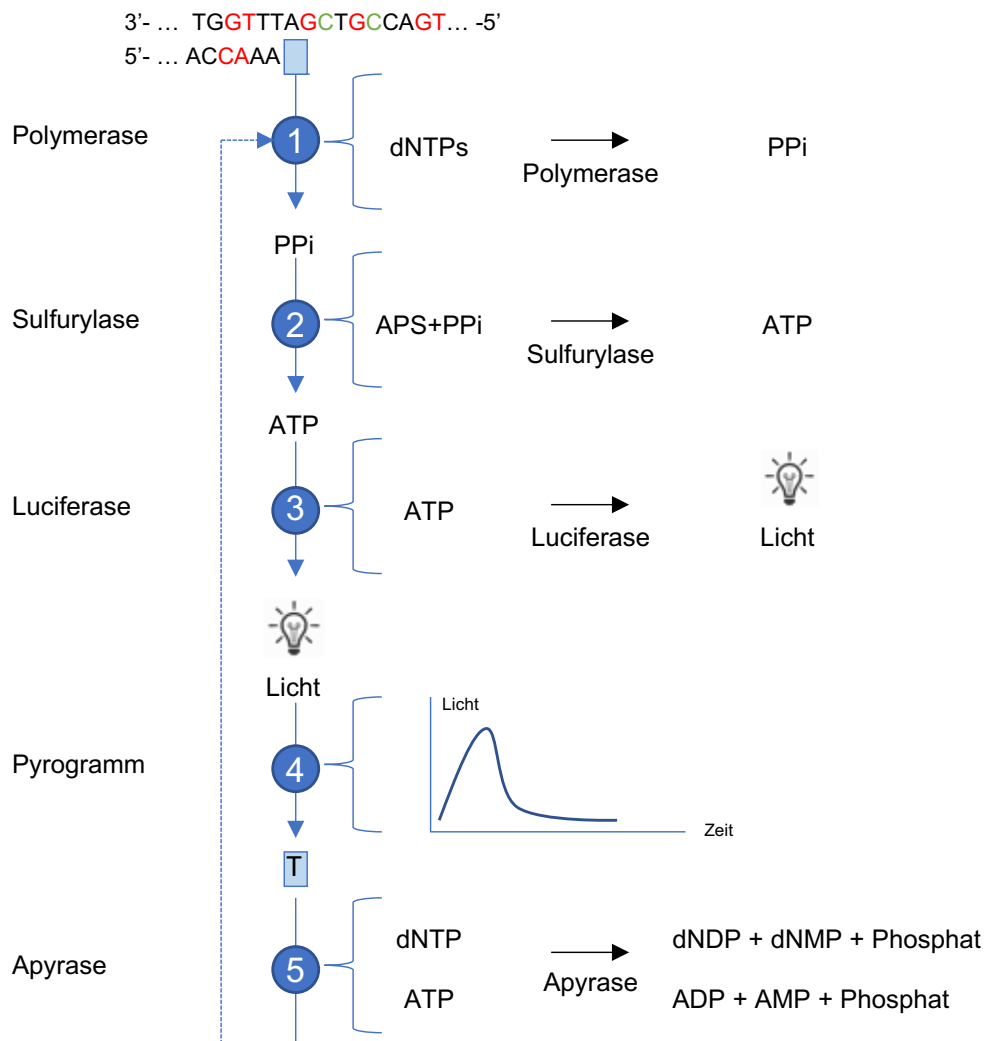 3'- ... TGGTTTAGCTGCCAGT... -5'
5'- ... ACCAAA
Polymerase
1
dNTPs
Polymerase
PPi
PPi
Sulfurylase
2
APS+PPi
Sulfurylase
ATP
ATP
Luciferase
3
ATP
Luciferase
Licht
Licht
Pyrogramm
4
Licht
Zeit
T
Apyrase
5
dNTP
ATP
Apyrase
dNDP + dNMP + Phosphat
ADP + AMP + Phosphat